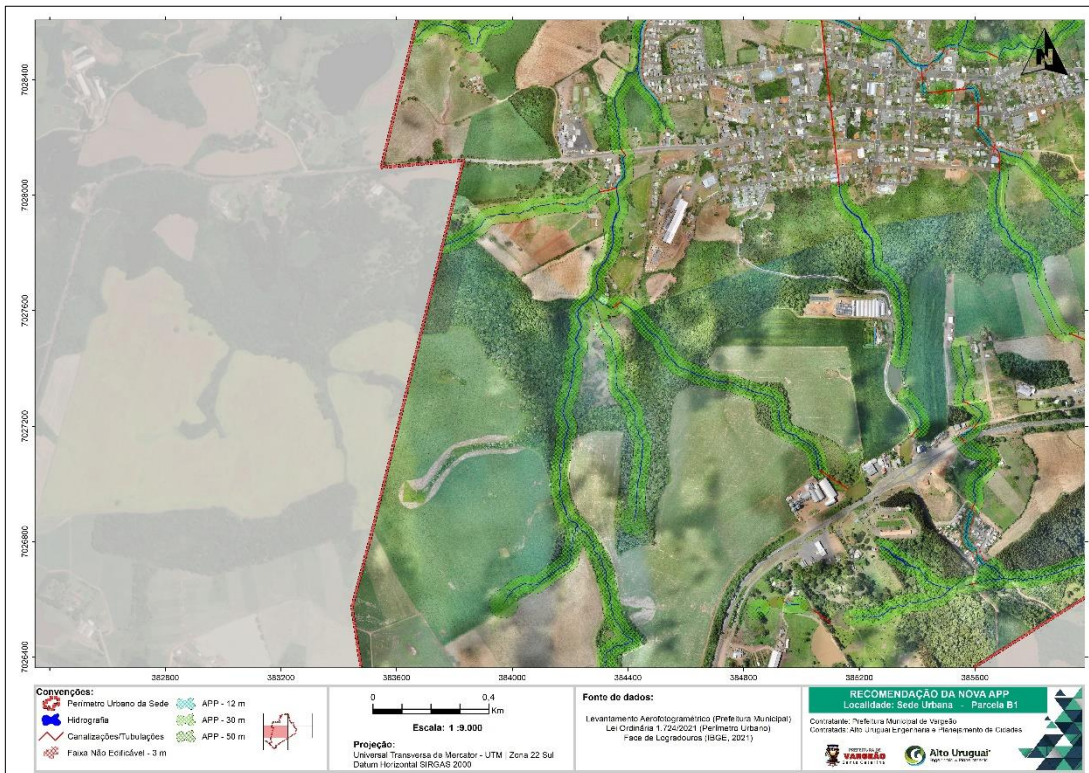 N
7028400
7028000
7027600
7027200
7026800
7026400
382800
383200
383600
384000
384400
384800
385200
385600
Convenções:
Perímetro Urbano da Sede
Hidrografia
Canalizações/Tubulações
Faixa Não Edificável - 3 m
APP - 12 m
APP - 30 m
APP - 50 m
0 0,4
Km
Escala: 1 :9.000
Projeção:
Universal Transversa de Mercator - UTM | Zona 22 Sul
Datum Horizontal SIRGAS 2000
Fonte de dados:
Levantamento Aerofotogramétrico (Prefeitura Municipal)
Lei Ordinária 1.724/2021 (Perímetro Urbano)
Face de Logradouros (IBGE, 2021)
RECOMENDAÇÃO DA NOVA APP
Localidade: Sede Urbana - Parcela B1
Contratante: Prefeitura Municipal de Vargeão
Contratada: Alto Uruguai Engenharia e Planejamento de Cidades
PREFEITURA DE
VARGEÃO
SANTA CATARINA
Alto Uruguai